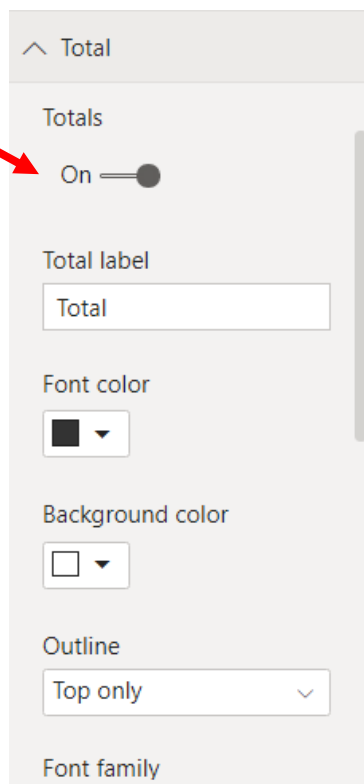 Total
Totals
On
Total label
Total
Font color
Background color
Outline
Top only
Font family